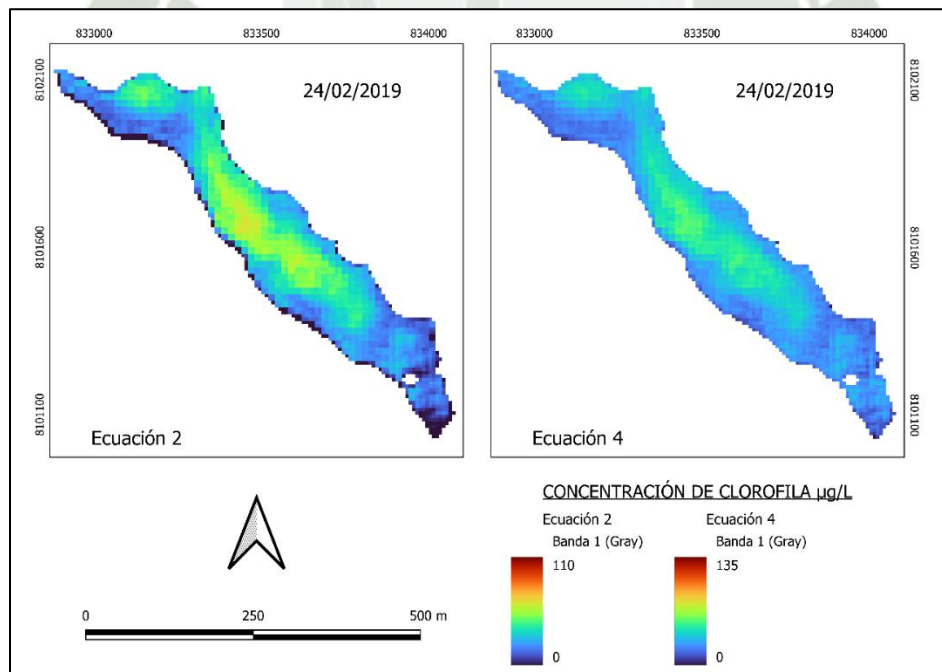 833000 833500 834000
833000 833500 834000
8102100
8101600
8101100
24/02/2019
Ecuación 2
24/02/2019
Ecuación 4
8102100
8101600
8101100
CONCENTRACIÓN DE CLOROFILA µg/L
Ecuación 2
Banda 1 (Gray)
110
0
Ecuación 4
Banda 1 (Gray)
135
0
0 250 500 m